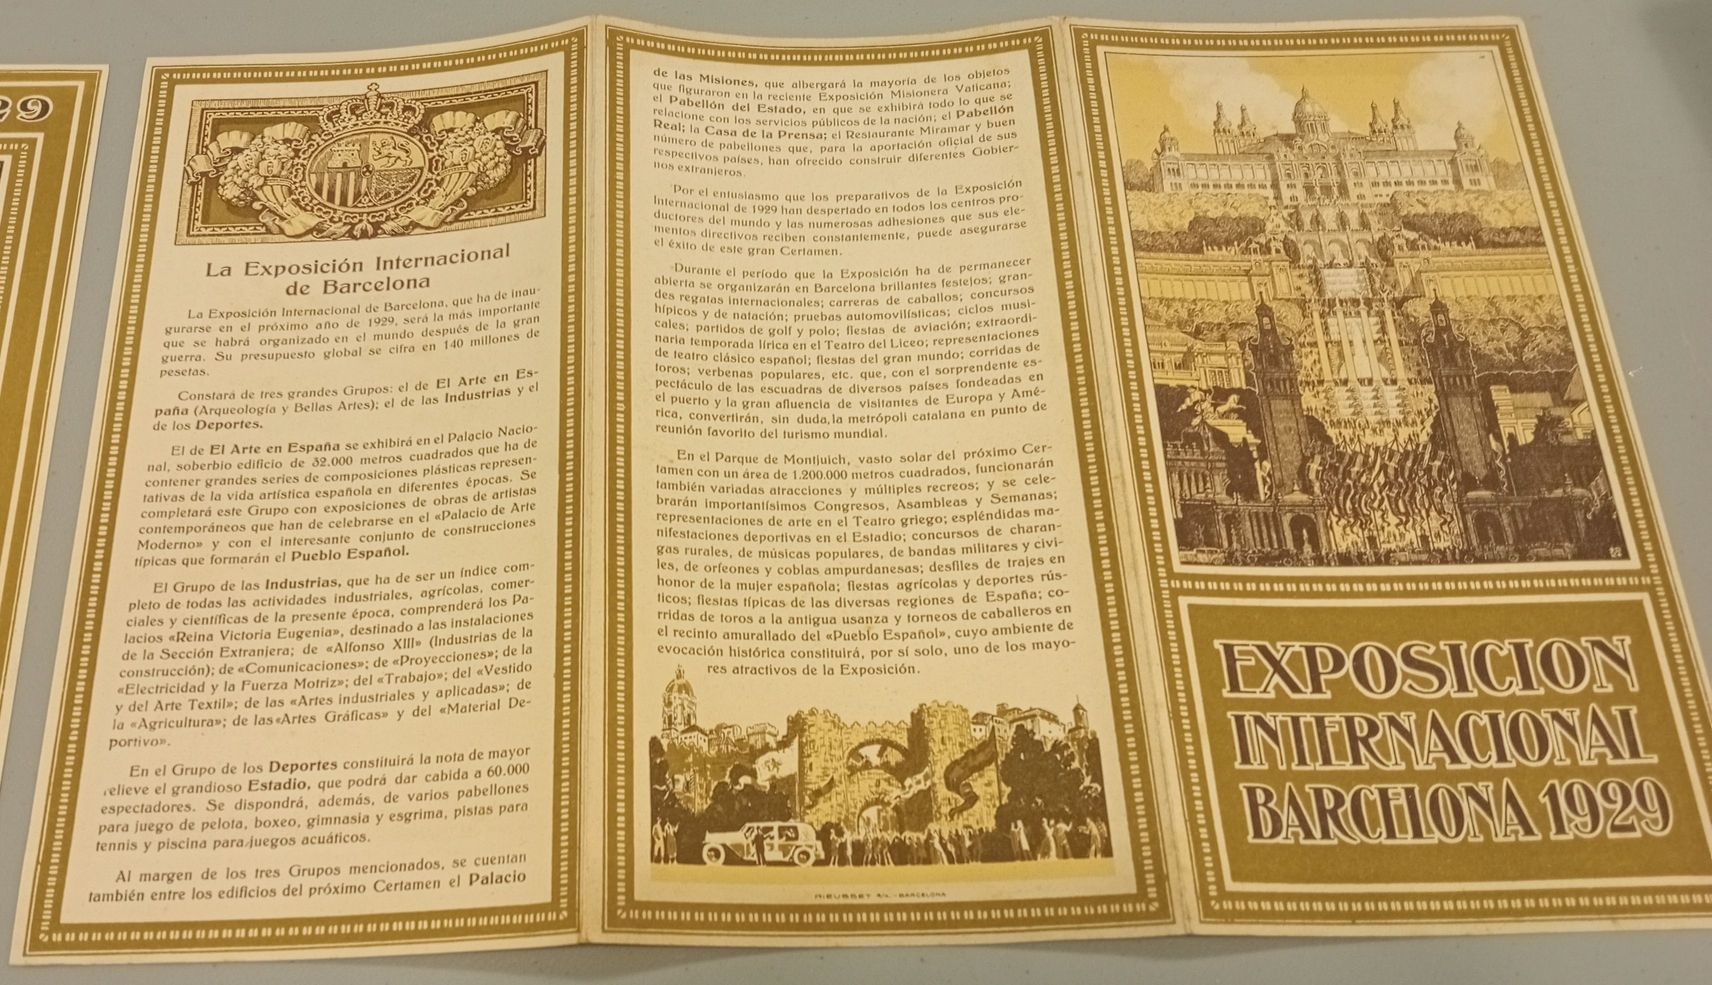 29
La Exposición Internacional
de Barcelona
La Exposición Internacional de Barcelona, que ha de inau-
gurarse en el próximo año de 1929, será la más importante
que se habrá organizado en el mundo después de la gran
guerra. Su presupuesto global se cifra en 140 millones de
pesetas.
Constará de tres grandes Grupos: el de El Arte en Es-
paña (Arqueología y Bellas Artes); el de las Industrias y el
de los Deportes.
El de El Arte en España se exhibirá en el Palacio Nacio-
nal, soberbio edificio de 32.000 metros cuadrados que ha de
contener grandes series de composiciones plásticas represen-
tativas de la vida artística española en diferentes épocas. Se
completará este Grupo con exposiciones de obras de artistas
contemporáneos que han de celebrarse en el «Palacio de Arte
Moderno» y con el interesante conjunto de construcciones
típicas que formarán el Pueblo Español.
El Grupo de las Industrias, que ha de ser un índice com-
pleto de todas las actividades industriales, agrícolas, comer-
ciales y científicas de la presente época, comprenderá los Pa-
lacios «Reina Victoria Eugenia», destinado a las instalaciones
de la Sección Extranjera; de «Alfonso XIII» (Industrias de la
construcción); de «Comunicaciones»; de «Proyecciones»; de la
«Electricidad y la Fuerza Motriz»; del «Trabajo»; del «Vestido
y del Arte Textil»; de las «Artes industriales y aplicadas»; de
la «Agricultura»; de las «Artes Gráficas» y del «Material De-
portivo».
En el Grupo de los Deportes constituirá la nota de mayor
relieve el grandioso Estadio, que podrá dar cabida a 60.000
espectadores. Se dispondrá, además, de varios pabellones
para juego de pelota, boxeo, gimnasia y esgrima, pistas para
tennis y piscina para juegos acuáticos.
Al margen de los tres Grupos mencionados, se cuentan
también entre los edificios del próximo Certamen el Palacio
de las Misiones, que albergará la mayoría de los objetos
que figuraron en la reciente Exposición Misionera Vaticana;
el Pabellón del Estado, en que se exhibirá todo lo que se
relacione con los servicios públicos de la nación; el Pabellón
Real; la Casa de la Prensa; el Restaurante Miramar y buen
número de pabellones que, para la aportación oficial de sus
respectivos países, han ofrecido construir diferentes Gobier-
nos extranjeros.
Por el entusiasmo que los preparativos de la Exposición
Internacional de 1929 han despertado en todos los centros pro-
ductores del mundo y las numerosas adhesiones que sus ele-
mentos directivos reciben constantemente, puede asegurarse
el éxito de este gran Certamen.
Durante el período que la Exposición ha de permanecer
abierta se organizarán en Barcelona brillantes festejos; gran-
des regatas internacionales; carreras de caballos; concursos
hípicos y de natación; pruebas automovilísticas; ciclos musi-
cales; partidos de golf y polo; fiestas de aviación; extraordi-
naria temporada lírica en el Teatro del Liceo; representaciones
de teatro clásico español; fiestas del gran mundo; corridas de
toros; verbenas populares, etc. que, con el sorprendente es-
pectáculo de las escuadras de diversos países fondeadas en
el puerto y la gran afluencia de visitantes de Europa y Amé-
rica, convertirán, sin duda, la metrópoli catalana en punto de
reunión favorito del turismo mundial.
En el Parque de Montjuich, vasto solar del próximo Cer-
tamen con un área de 1.200.000 metros cuadrados, funcionarán
también variadas atracciones y múltiples recreos; y se cele-
brarán importantísimos Congresos, Asambleas y Semanas;
representaciones de arte en el Teatro griego; espléndidas ma-
nifestaciones deportivas en el Estadio; concursos de charan-
gas rurales, de músicas populares, de bandas militares y civi-
les, de orfeones y coblas ampurdanesas; desfiles de trajes en
honor de la mujer española; fiestas agrícolas y deportes rús-
ticos; fiestas típicas de las diversas regiones de España; co-
rridas de toros a la antigua usanza y torneos de caballeros en
el recinto amurallado del «Pueblo Español», cuyo ambiente de
evocación histórica constituirá, por sí solo, uno de los mayo-
res atractivos de la Exposición.
RIEUSSET S/A. - BARCELONA
EXPOSICION
INTERNACIONAL
BARCELONA 1929